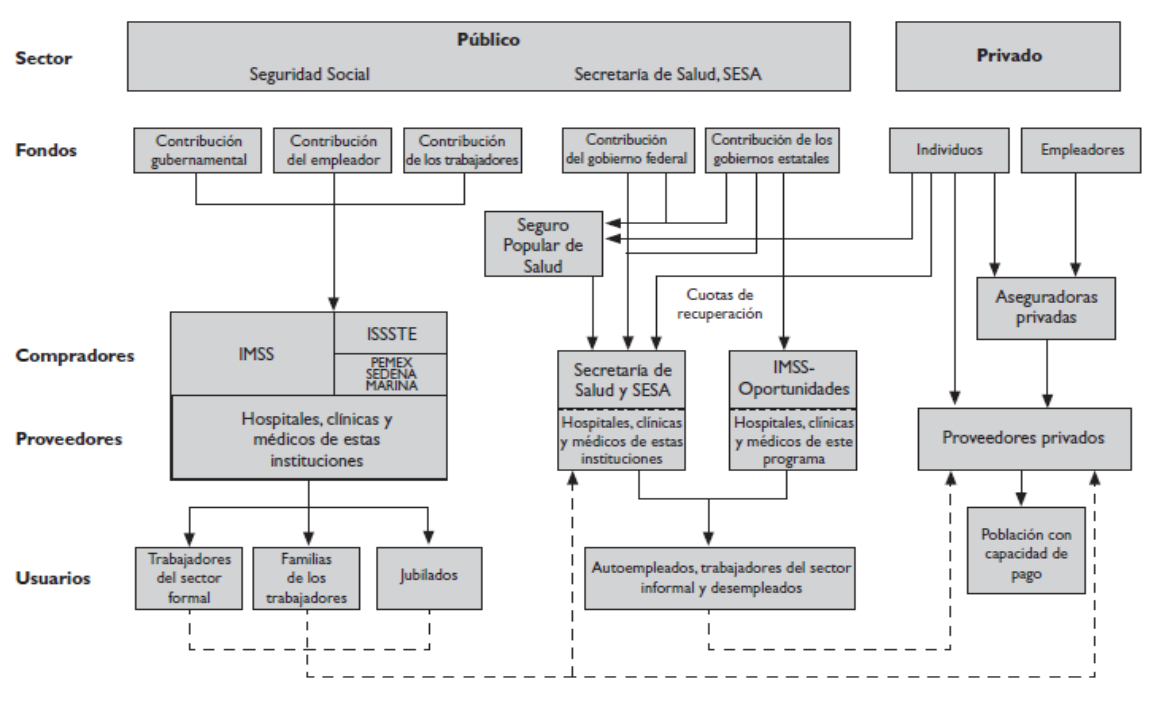 Sector
Público
Seguridad Social
Secretaría de Salud, SESA
Privado
Fondos
Contribución
gubernamental
Contribución
del empleador
Contribución
de los trabajadores
Contribución
del gobierno federal
Contribución de los
gobiernos estatales
Individuos
Empleadores
Seguro
Popular de
Salud
Cuotas de
recuperación
Aseguradoras
privadas
Compradores
IMSS
ISSSTE
PEMEX
SEDENA
MARINA
Secretaría de
Salud y SESA
IMSS-
Oportunidades
Proveedores
Hospitales, clínicas y
médicos de estas
instituciones
Hospitales, clínicas
y médicos de estas
instituciones
Hospitales, clínicas
y médicos de este
programa
Proveedores privados
Usuarios
Trabajadores
del sector
formal
Familias
de los
trabajadores
Jubilados
Autoempleados, trabajadores del sector
informal y desempleados
Población con
capacidad de
pago